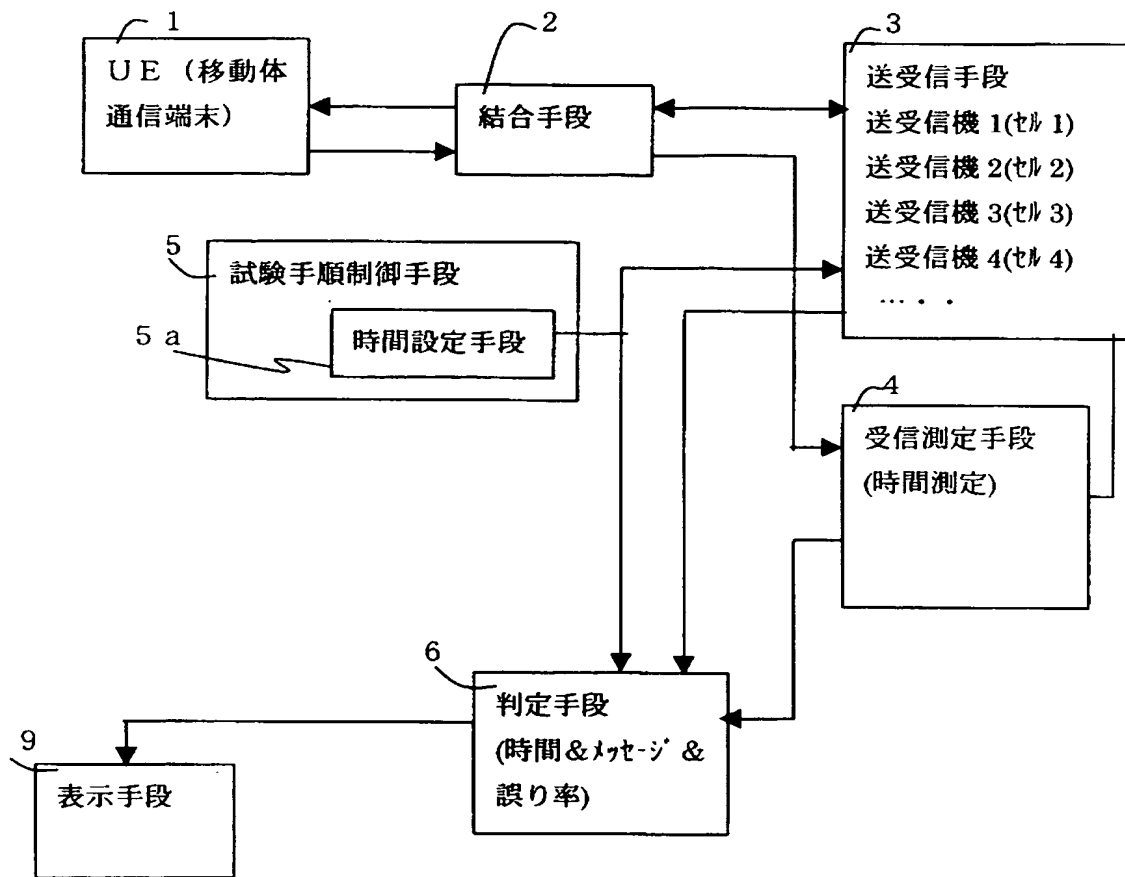 1
UE(移動体
通信端末)
2
結合手段
3
送受信手段
送受信機1(セル1)
送受信機2(セル2)
送受信機3(セル3)
送受信機4(セル4)
…・・
5
試験手順制御手段
5a
時間設定手段
4
受信測定手段
(時間測定)
6
判定手段
(時間&メッセージ&
誤り率)
9
表示手段